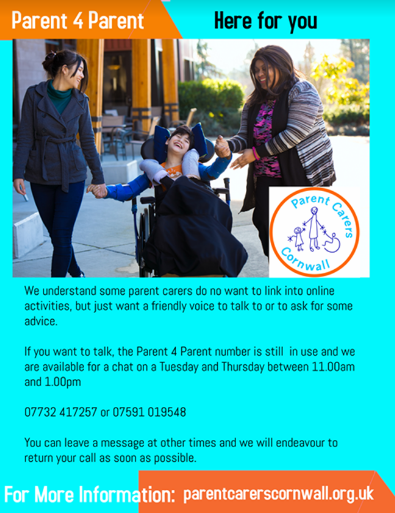 Parent 4 Parent
Here for you
Parent Carers
Cornwall
We understand some parent carers do no want to link into online
activities, but just want a friendly voice to talk to or to ask for some
advice.
If you want to talk, the Parent 4 Parent number is still in use and we
are available for a chat on a Tuesday and Thursday between 11.00am
and 1.00pm
07732 417257 or 07591 019548
You can leave a message at other times and we will endeavour to
return your call as soon as possible.
For More Information: parentcarerscornwall.org.uk